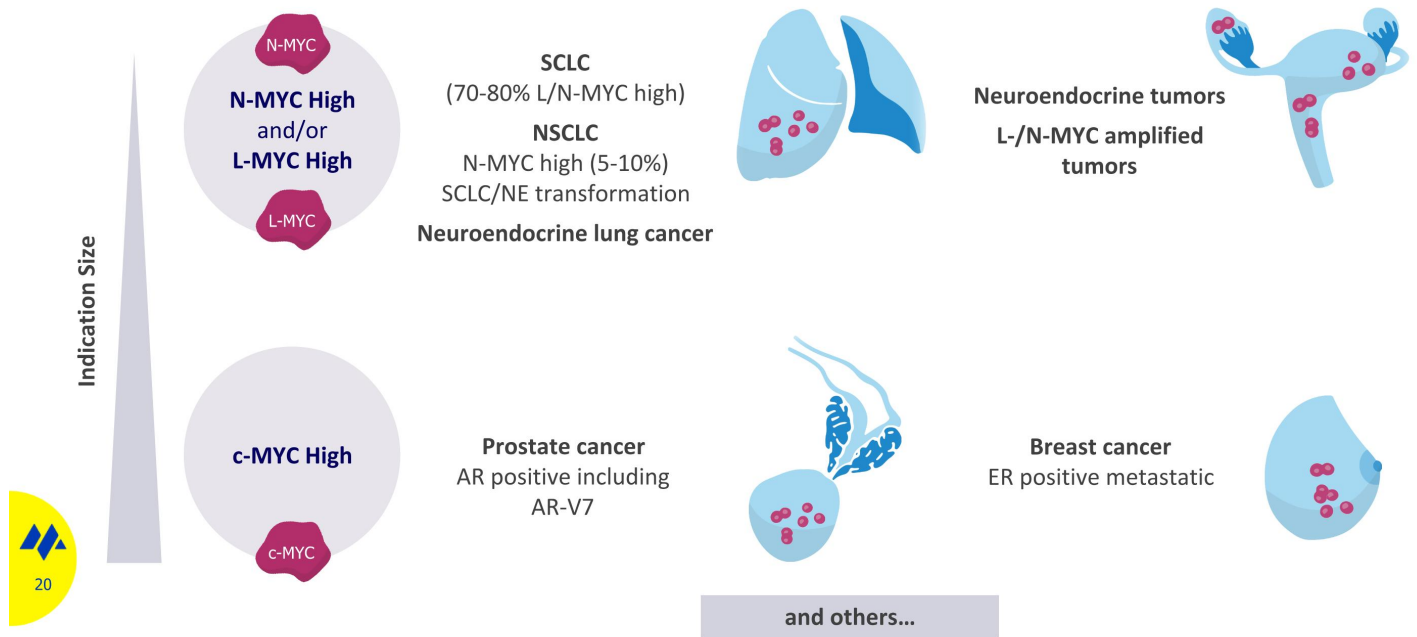 Indication Size
N-MYC
N-MYC High
and/or
L-MYC High
L-MYC
SCLC
(70-80% L/N-MYC high)
NSCLC
N-MYC high (5-10%)
SCLC/NE transformation
Neuroendocrine lung cancer
Neuroendocrine tumors
L-/N-MYC amplified
tumors
c-MYC High
c-MYC
Prostate cancer
AR positive including
AR-V7
Breast cancer
ER positive metastatic
and others…
20